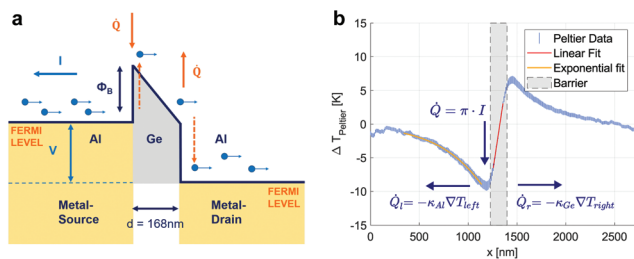 a
Q̇
Q̇
I
Φ_B
FERMI
LEVEL
Al
Ge
Al
V
FERMI
LEVEL
Metal-
Source
Metal-
Drain
d = 168nm
b
15
10
5
0
-5
-10
-15
Δ T_Peltier [K]
Peltier Data
Linear Fit
Exponential fit
Barrier
Q̇ = π · I
Q̇_l = −κ_Al ∇T_left
Q̇_r = −κ_Ge ∇T_right
0 500 1000 1500 2000 2500
x [nm]